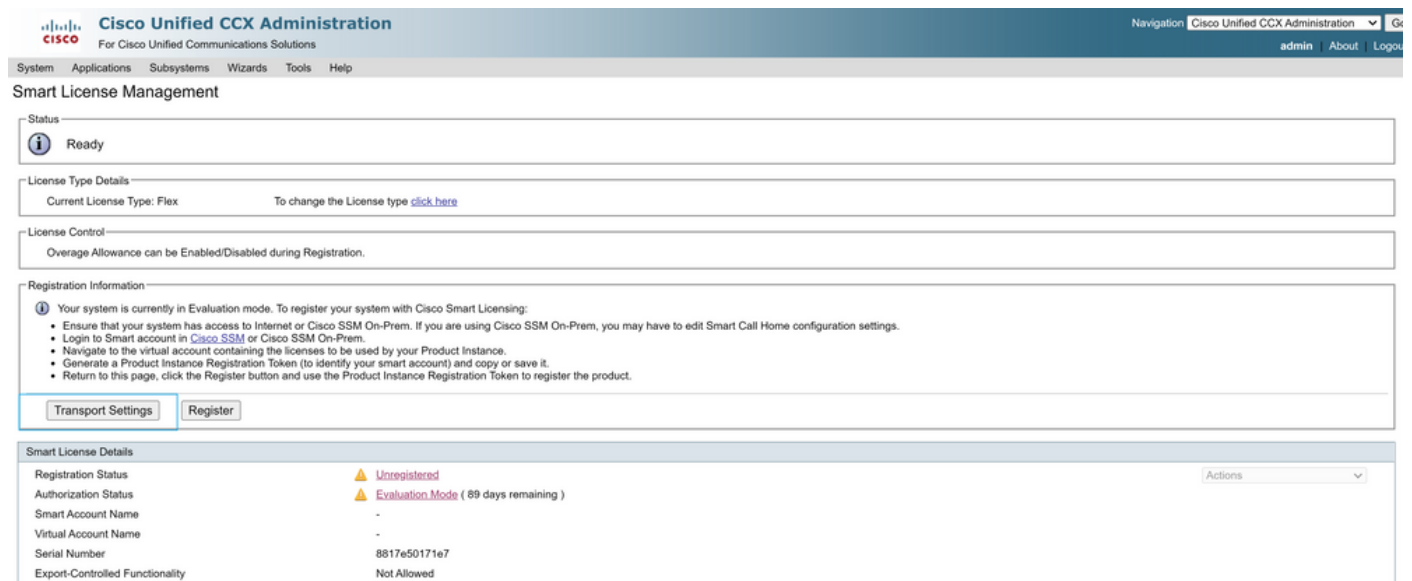 Cisco Unified CCX Administration
CISCO
For Cisco Unified Communications Solutions
Navigation Cisco Unified CCX Administration
admin | About | Logou
System Applications Subsystems Wizards Tools Help
Smart License Management
Status
Ready
License Type Details
Current License Type: Flex To change the License type click here
License Control
Overage Allowance can be Enabled/Disabled during Registration.
Registration Information
Your system is currently in Evaluation mode. To register your system with Cisco Smart Licensing:
• Ensure that your system has access to Internet or Cisco SSM On-Prem. If you are using Cisco SSM On-Prem, you may have to edit Smart Call Home configuration settings.
• Login to Smart account in Cisco SSM or Cisco SSM On-Prem.
• Navigate to the virtual account containing the licenses to be used by your Product Instance.
• Generate a Product Instance Registration Token (to identify your smart account) and copy or save it.
• Return to this page, click the Register button and use the Product Instance Registration Token to register the product.
Transport Settings Register
Smart License Details
Registration Status Unregistered Actions
Authorization Status Evaluation Mode ( 89 days remaining )
Smart Account Name -
Virtual Account Name -
Serial Number 8817e50171e7
Export-Controlled Functionality Not Allowed